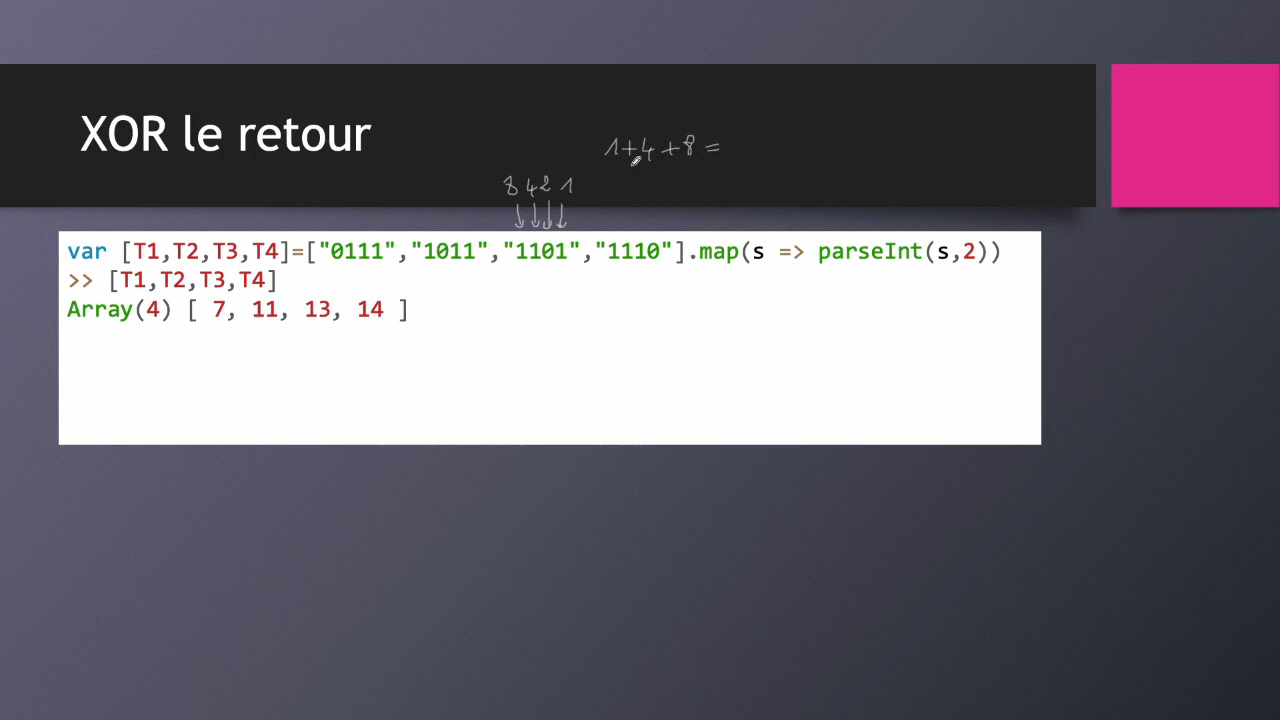 XOR le retour
1+4+8=
8 4 2 1
var [T1,T2,T3,T4]=["0111","1011","1101","1110"].map(s => parseInt(s,2))
>> [T1,T2,T3,T4]
Array(4) [ 7, 11, 13, 14 ]